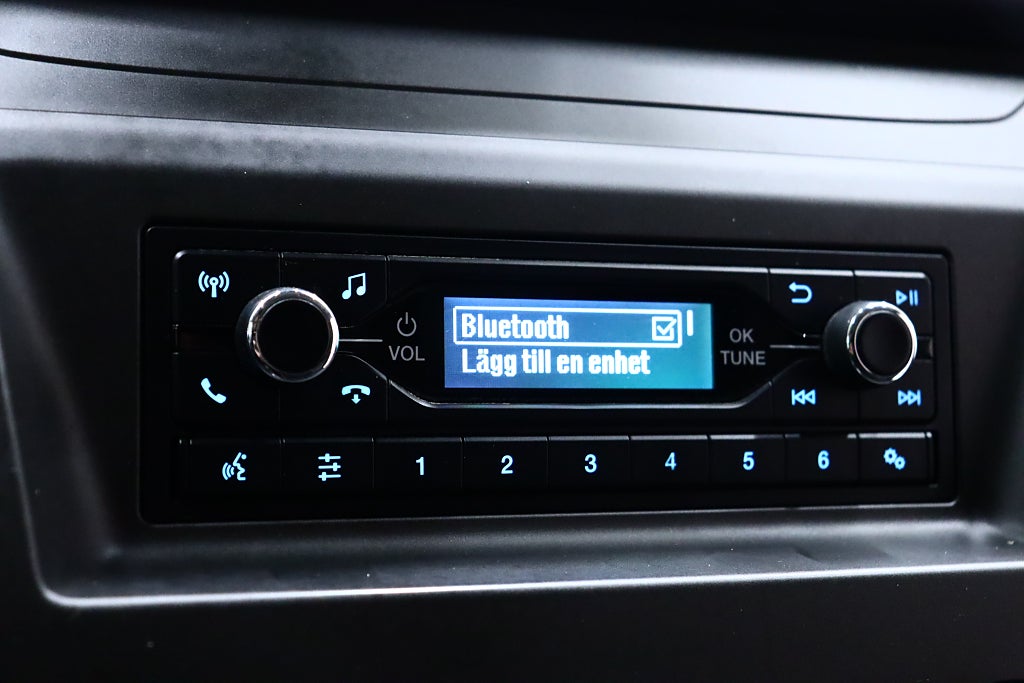 Bluetooth
Lägg till en enhet
VOL
OK
TUNE
1 2 3 4 5 6